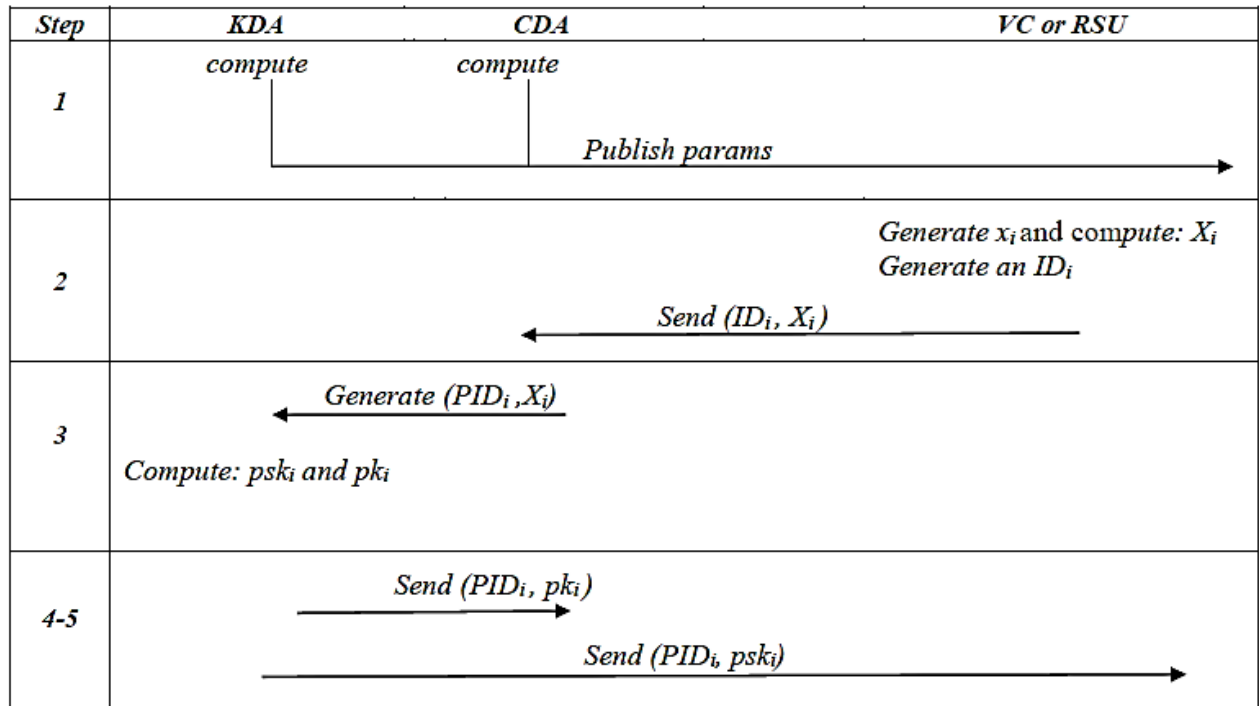 Step KDA CDA VC or RSU
compute compute
1
Publish params
Generate xᵢ and compute: Xᵢ
Generate an IDᵢ
2
Send (IDᵢ, Xᵢ)
Generate (PIDᵢ ,Xᵢ)
3
Compute: pskᵢ and pkᵢ
Send (PIDᵢ, pkᵢ)
4-5
Send (PIDᵢ, pskᵢ)